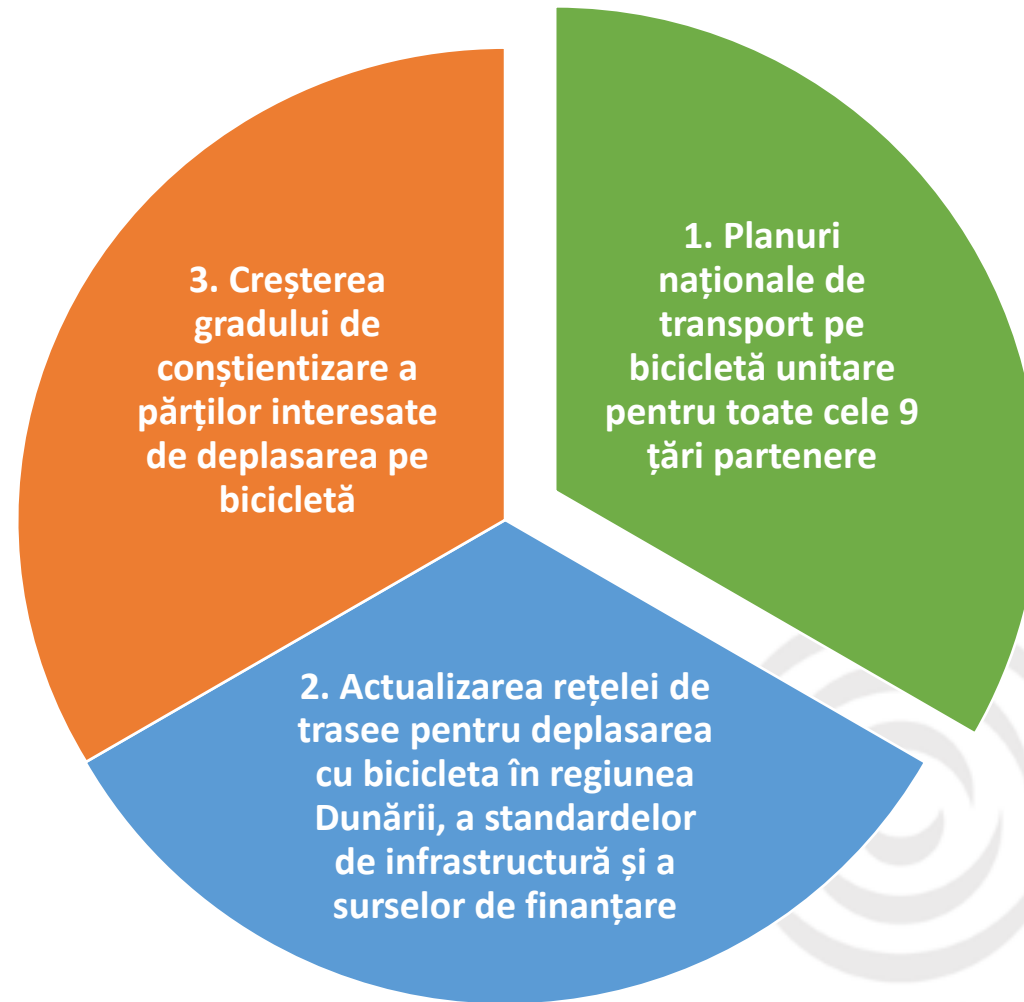 1. Planuri
naționale de
transport pe
bicicletă unitare
pentru toate cele 9
țări partenere
2. Actualizarea rețelei de
trasee pentru deplasarea
cu bicicleta în regiunea
Dunării, a standardelor
de infrastructură și a
surselor de finanțare
3. Creșterea
gradului de
conștientizare a
părților interesate
de deplasarea pe
bicicletă